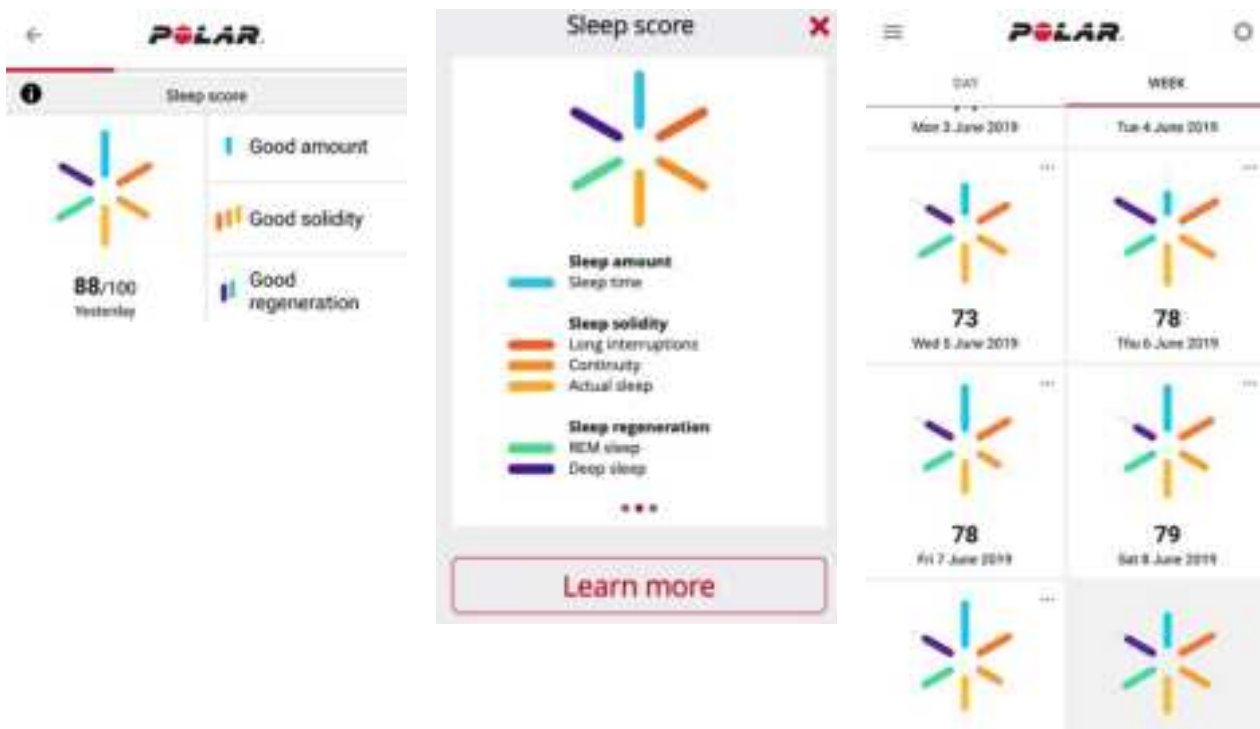 POLAR
Sleep score
Good amount
Good solidity
Good
regeneration
88/100
Yesterday
Sleep score
Sleep amount
Sleep time
Sleep solidity
Long interruptions
Continuity
Actual sleep
Sleep regeneration
REM sleep
Deep sleep
Learn more
POLAR
DAY
WEEK
Mon 3 June 2019
Tue 4 June 2019
73
78
Wed 5 June 2019
Thu 6 June 2019
78
79
Fri 7 June 2019
Sat 8 June 2019